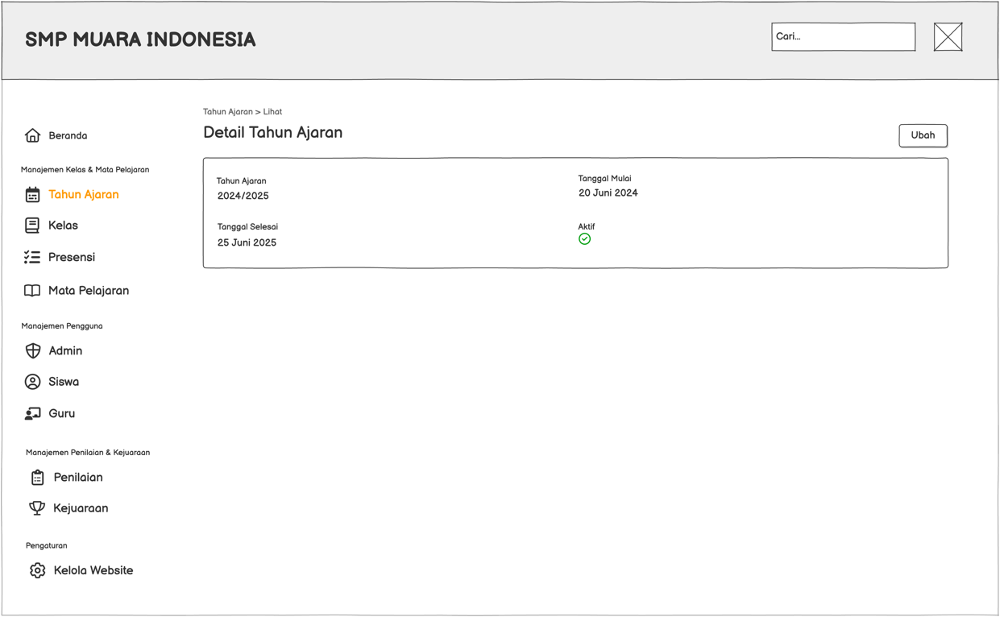 SMP MUARA INDONESIA
Cari...
Beranda
Manajemen Kelas & Mata Pelajaran
Tahun Ajaran
Kelas
Presensi
Mata Pelajaran
Manajemen Pengguna
Admin
Siswa
Guru
Manajemen Penilaian & Kejuaraan
Penilaian
Kejuaraan
Pengaturan
Kelola Website
Tahun Ajaran > Lihat
Detail Tahun Ajaran
Ubah
Tahun Ajaran
2024/2025
Tanggal Mulai
20 Juni 2024
Tanggal Selesai
25 Juni 2025
Aktif